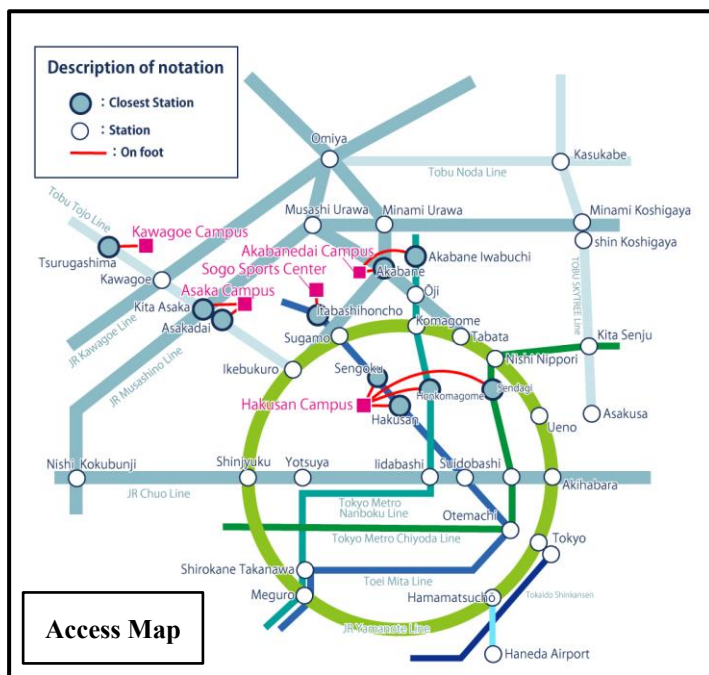 Description of notation
: Closest Station
: Station
: On foot
Omiya
Kasukabe
Tobu Noda Line
Tobu Tojo Line
Musashi Urawa
Minami Urawa
Minami Koshigaya
shin Koshigaya
Kawagoe Campus
Tsurugashima
Akabanedai Campus
Akabane Iwabuchi
Akabane
Sogo Sports Center
Kawagoe
Asaka Campus
Ōji
TOBU SKYTREE Line
Kita Asaka
Itabashihoncho
Asakadai
Komagome
Sugamo
Tabata
Kita Senju
JR Kawagoe Line
Nishi Nippori
Ikebukuro
Sengoku
JR Musashino Line
Honkomagome
Sendagi
Hakusan Campus
Hakusan
Asakusa
Ueno
Nishi Kokubunji
Shinjyuku
Yotsuya
Iidabashi
Suidobashi
Akihabara
JR Chuo Line
Tokyo Metro
Nanboku Line
Otemachi
Tokyo Metro Chiyoda Line
Tokyo
Shirokane Takanawa
Toei Mita Line
Meguro
Hamamatsucho
Tokaido Shinkansen
JR Yamanote Line
Haneda Airport
Access Map